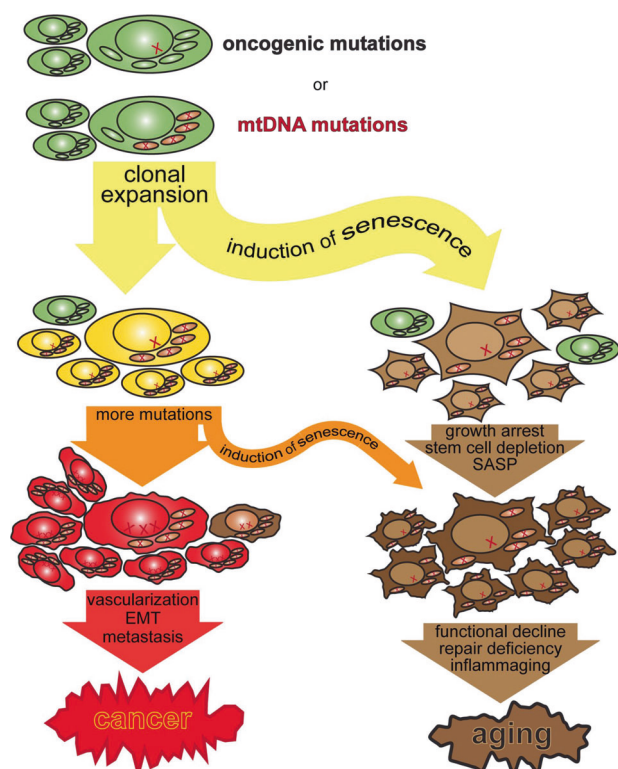 oncogenic mutations
or
mtDNA mutations
clonal
expansion
induction of senescence
more mutations
induction of senescence
growth arrest
stem cell depletion
SASP
vascularization
EMT
metastasis
functional decline
repair deficiency
inflammaging
cancer
aging